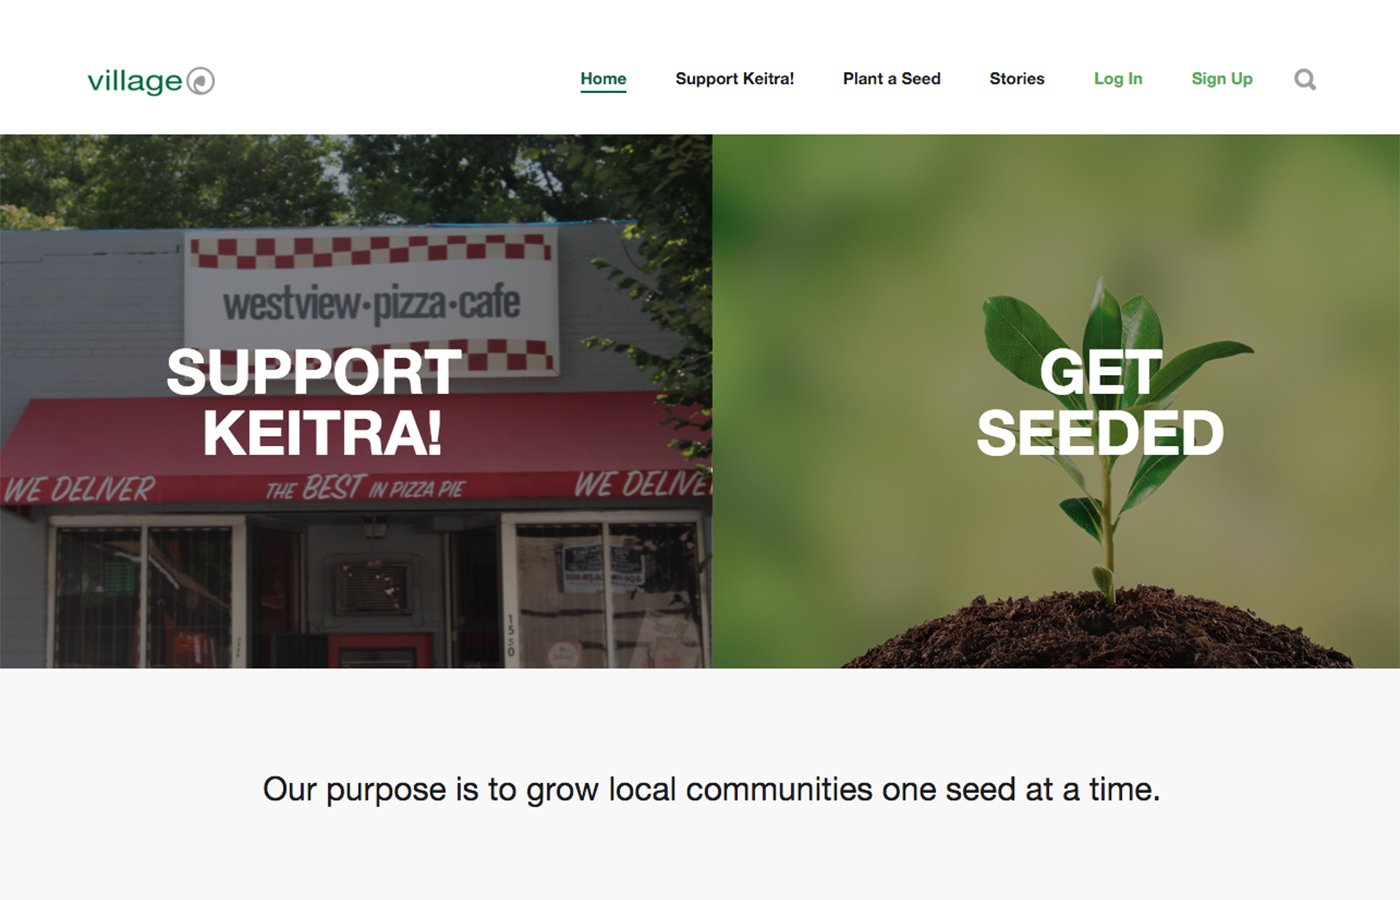 village
Home Support Keitra! Plant a Seed Stories Log In Sign Up
westview·pizza·cafe
SUPPORT
KEITRA!
WE DELIVER THE BEST IN PIZZA PIE WE DELIVE
1550
GET
SEEDED
Our purpose is to grow local communities one seed at a time.